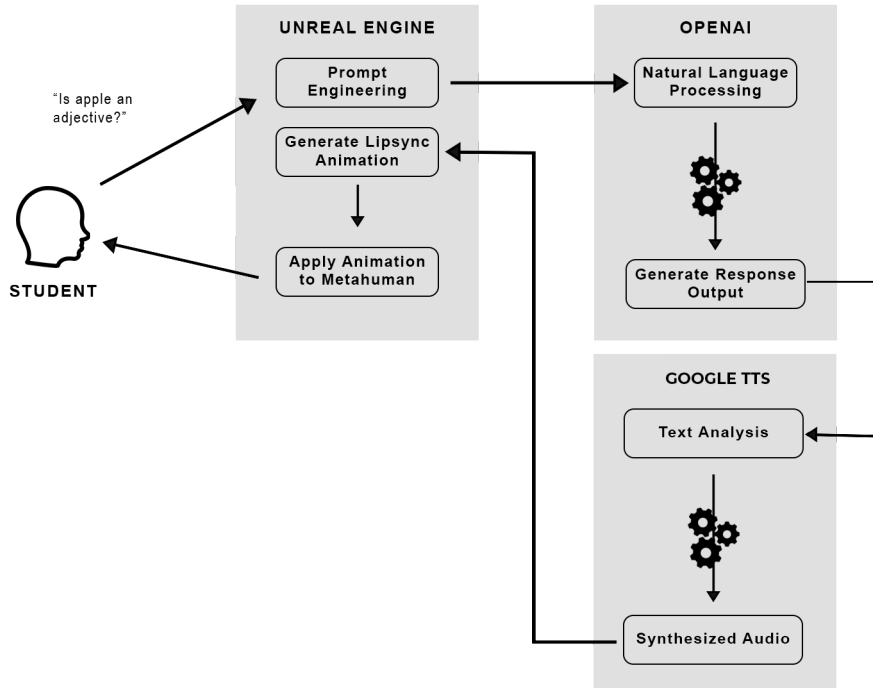 UNREAL ENGINE
Prompt
Engineering
Generate Lipsync
Animation
Apply Animation
to Metahuman
"Is apple an
adjective?"
STUDENT
OPENAI
Natural Language
Processing
Generate Response
Output
GOOGLE TTS
Text Analysis
Synthesized Audio